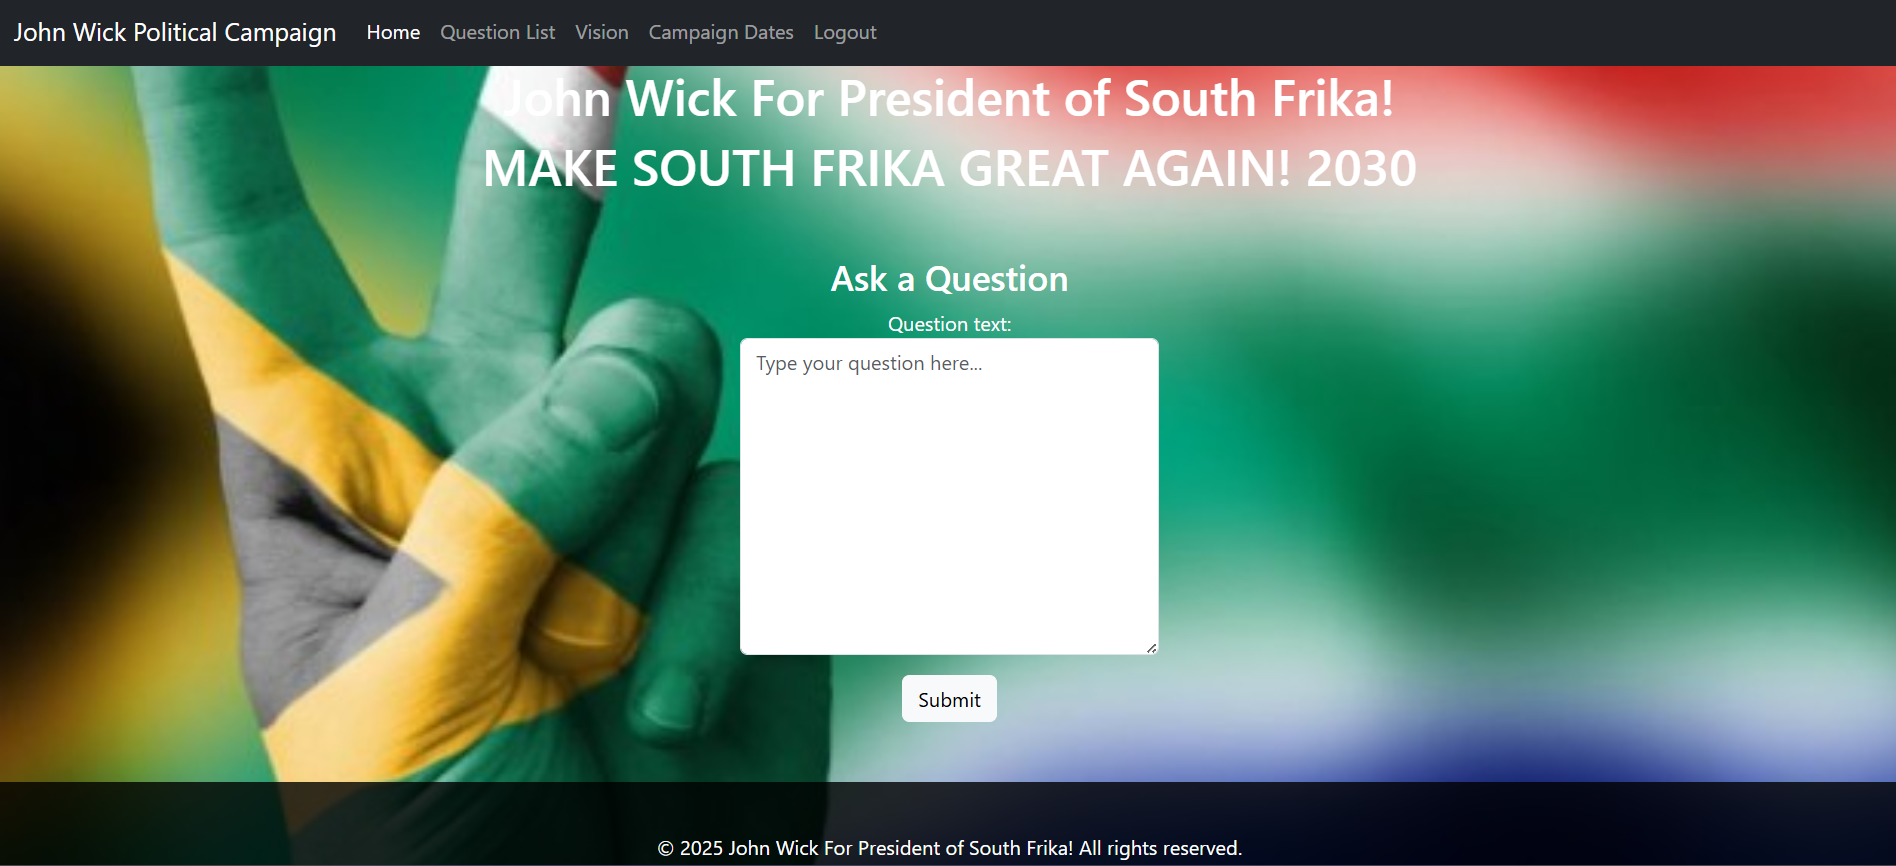 John Wick Political Campaign Home Question List Vision Campaign Dates Logout
John Wick For President of South Frika!
MAKE SOUTH FRIKA GREAT AGAIN! 2030
Ask a Question
Question text:
Type your question here...
Submit
© 2025 John Wick For President of South Frika! All rights reserved.